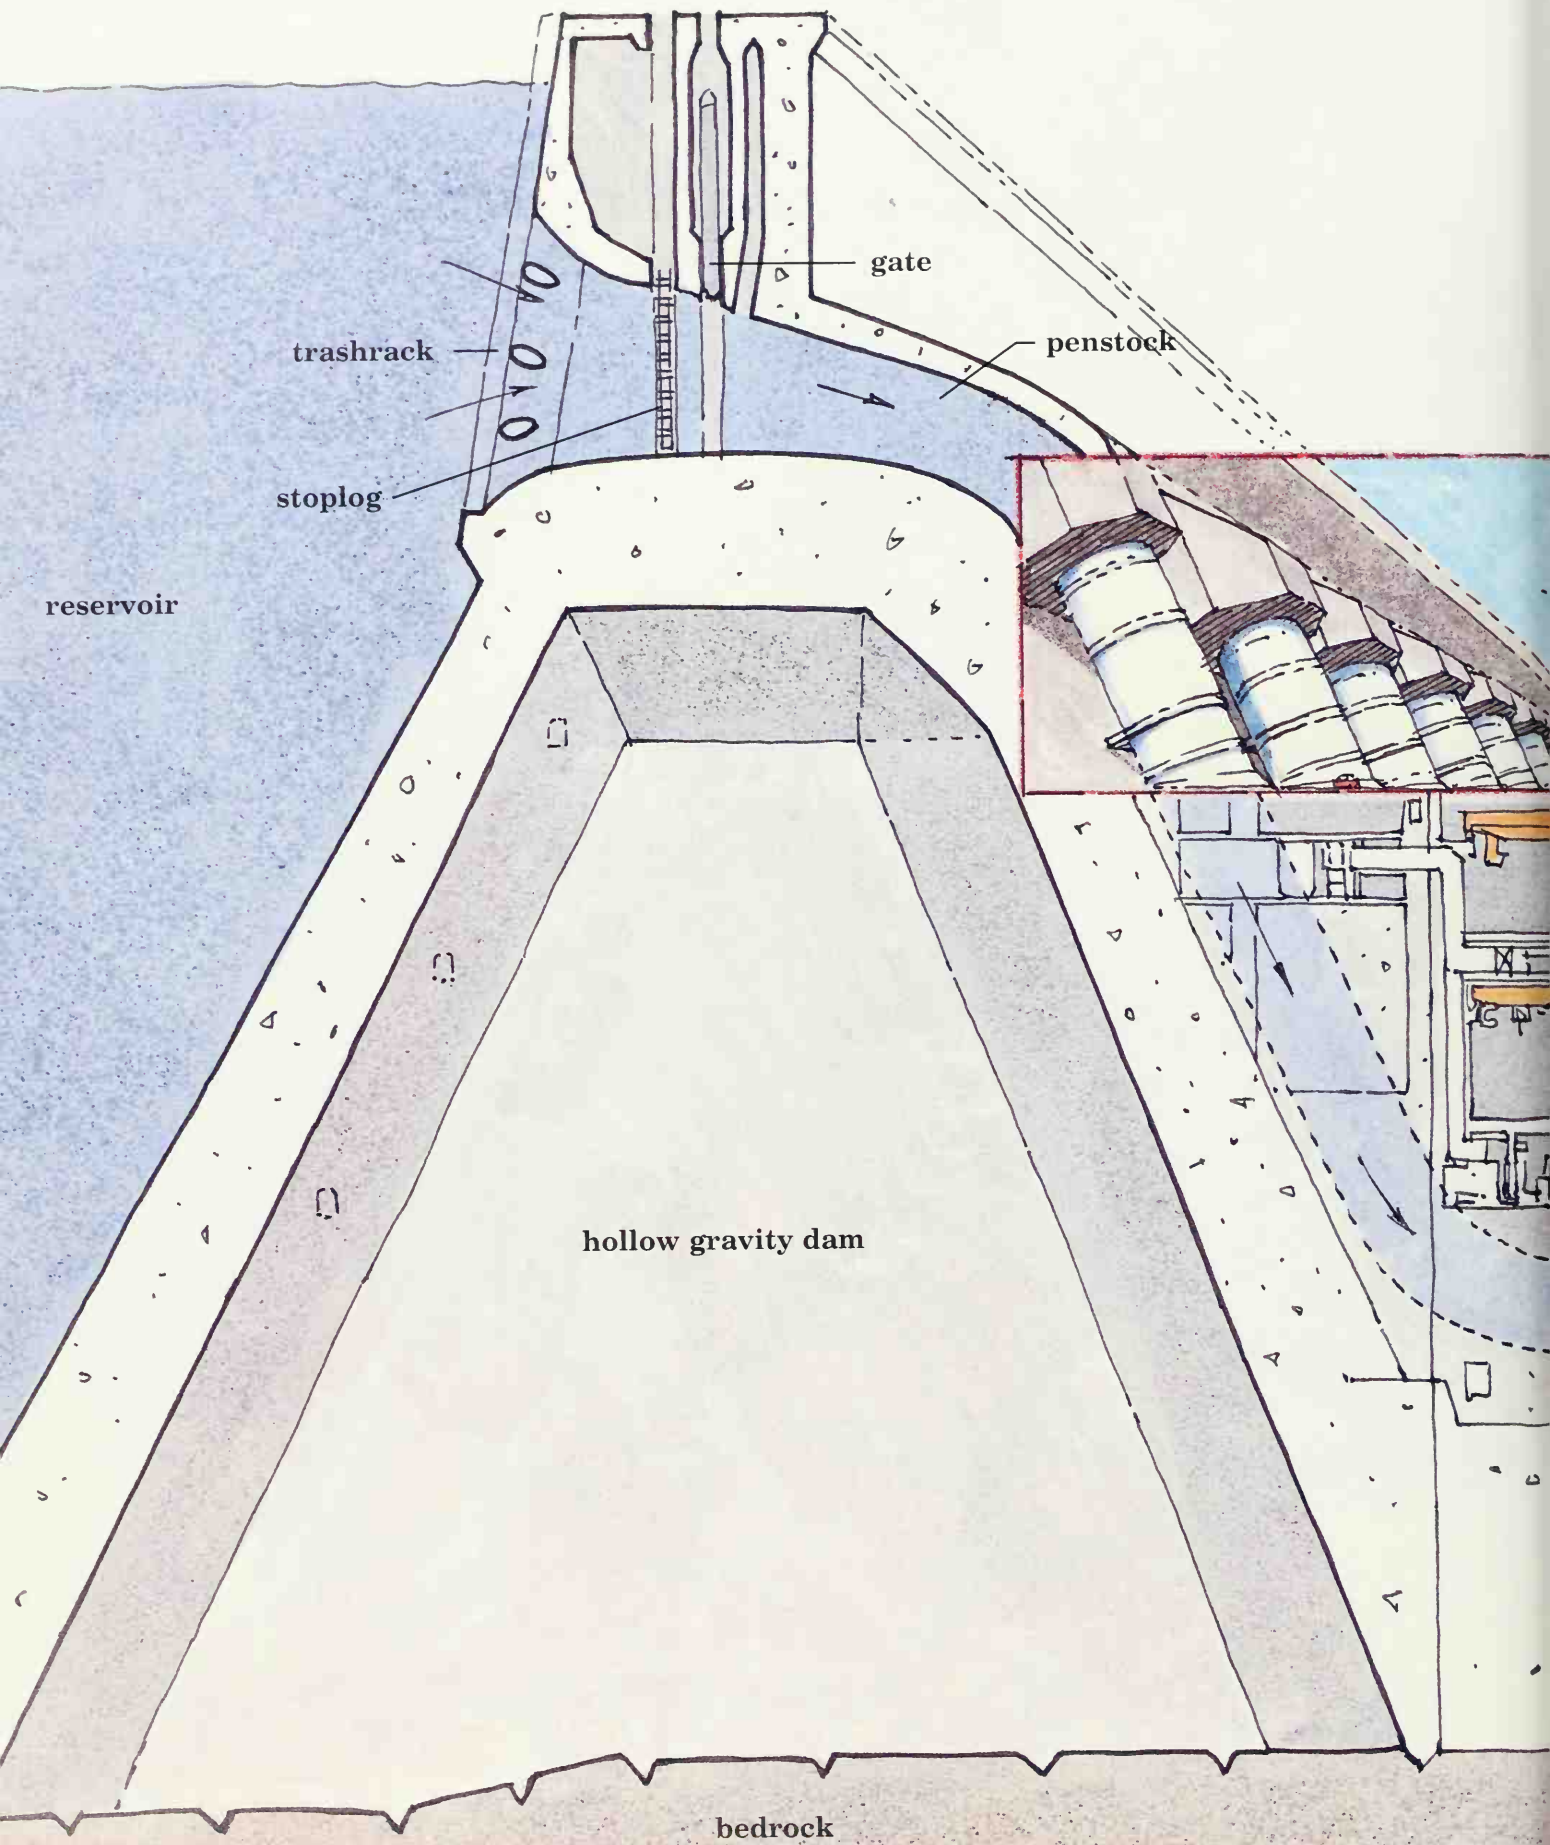 gate
penstock
trashrack
stoplog
reservoir
hollow gravity dam
bedrock